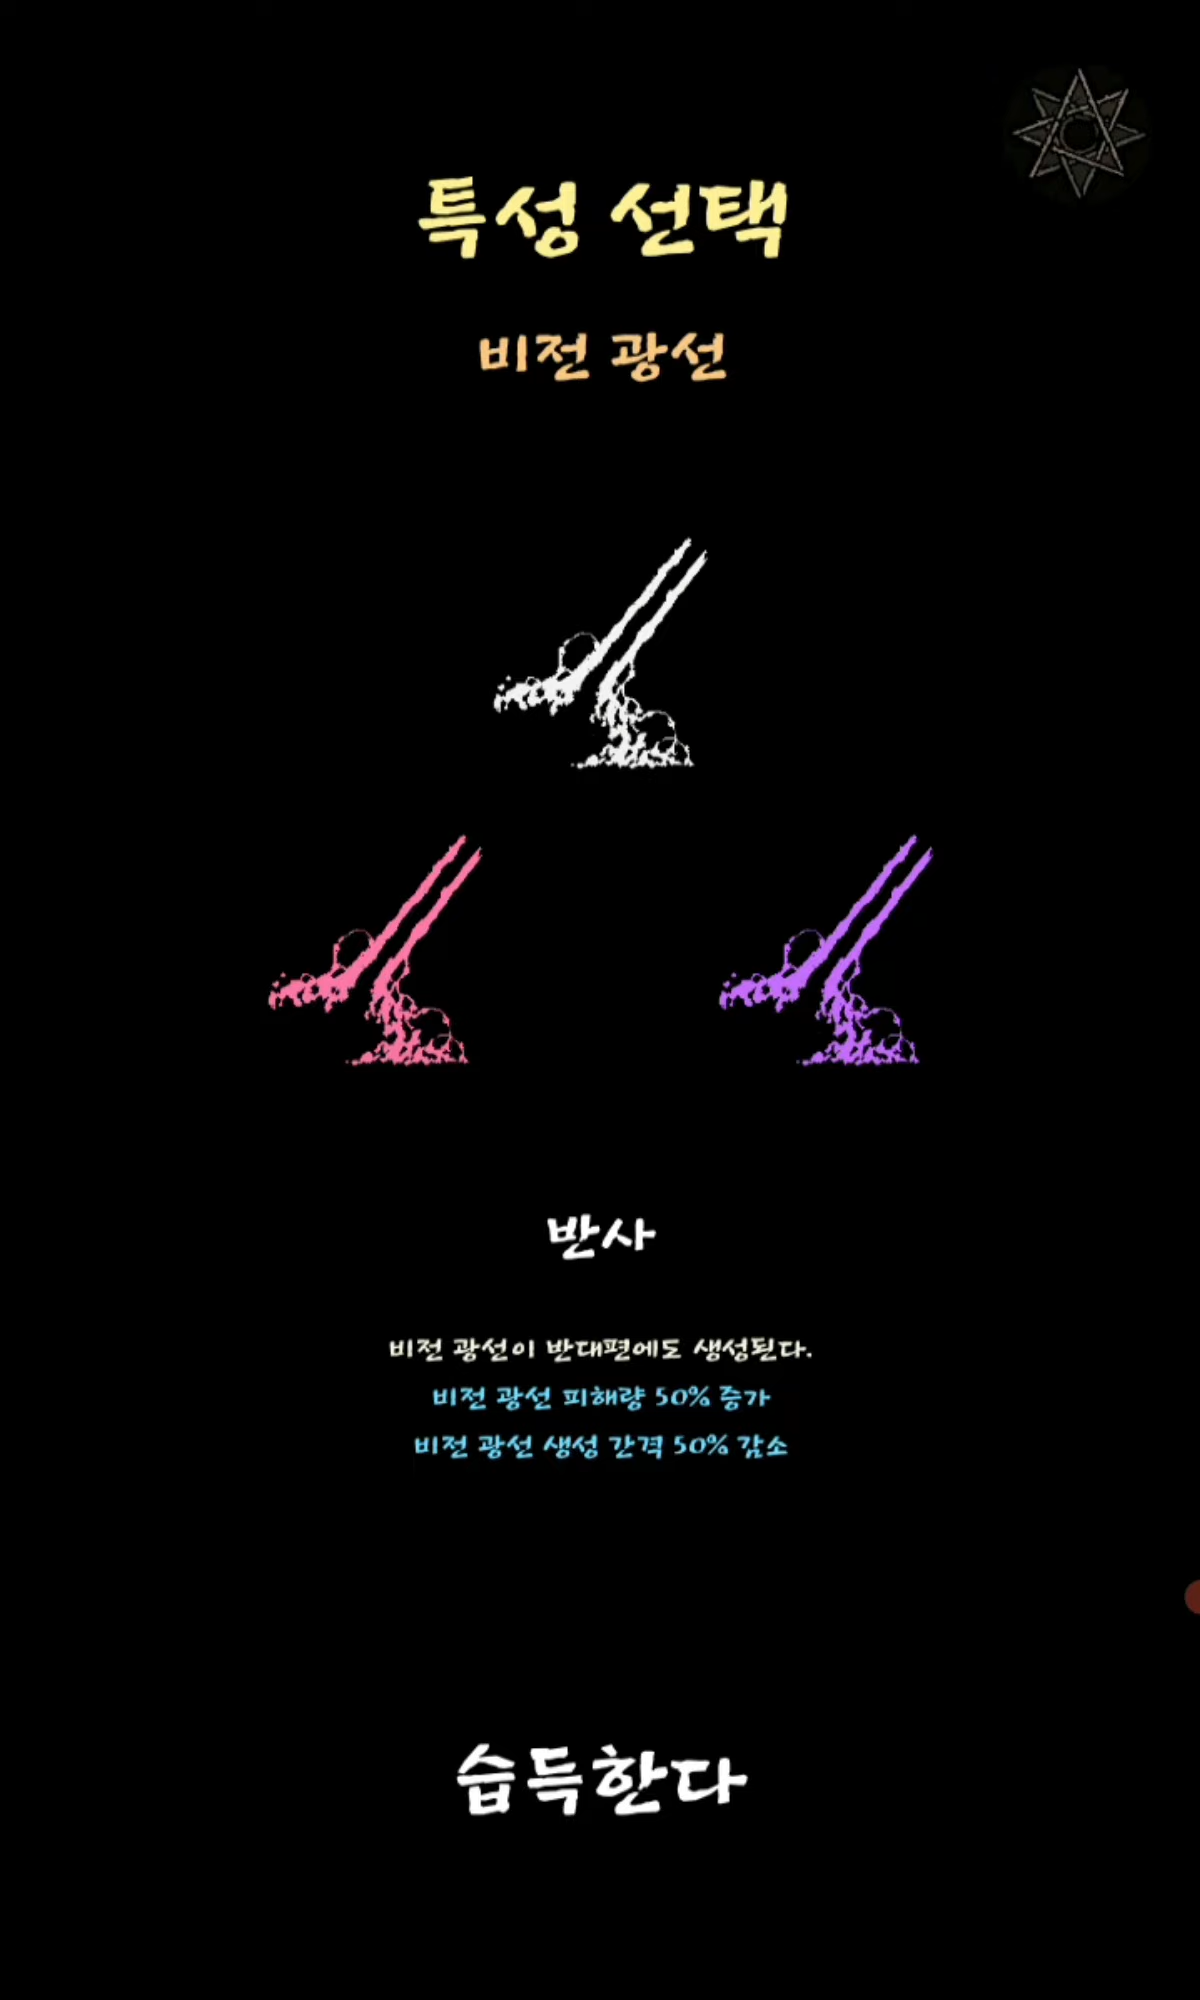 특성 선택
비전 광선
반사
비전 광선이 반대편에도 생성된다.
비전 광선 피해량 50% 증가
비전 광선 생성 간격 50% 감소
습득한다